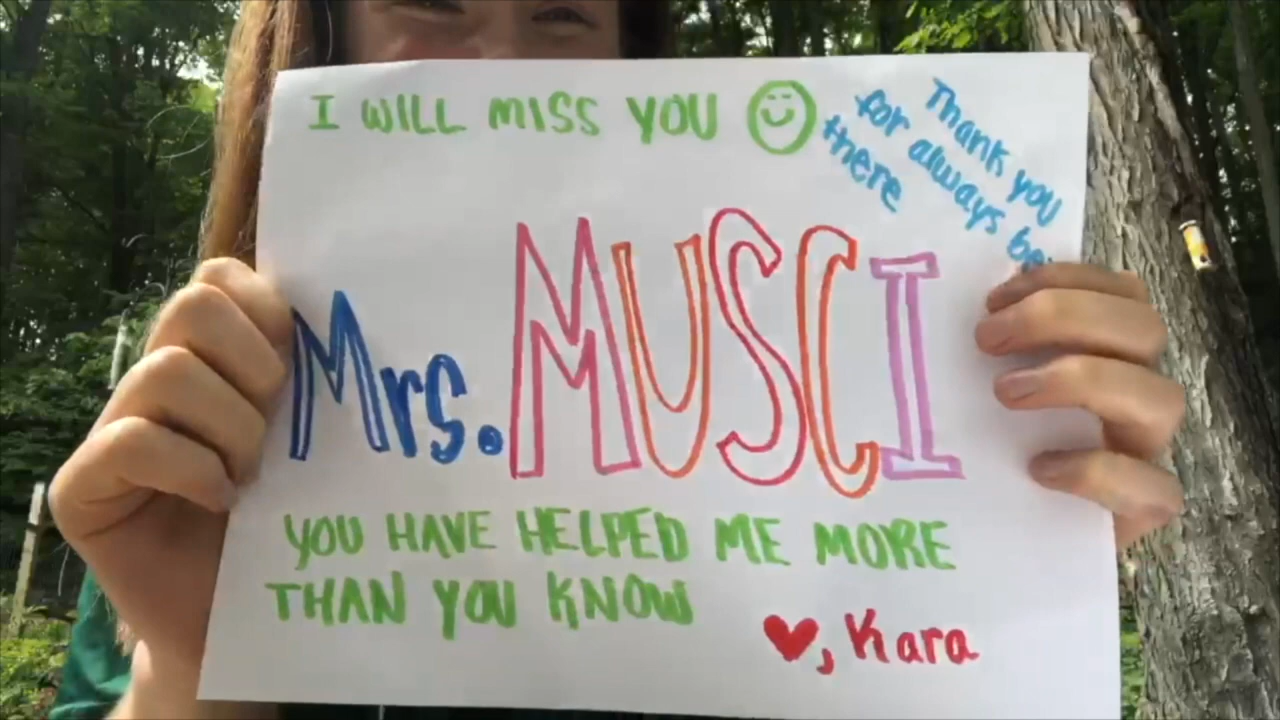 I WILL MISS YOU
Thank you
for always be
there
Mrs. MUSCI
YOU HAVE HELPED ME MORE
THAN YOU KNOW
, Kara